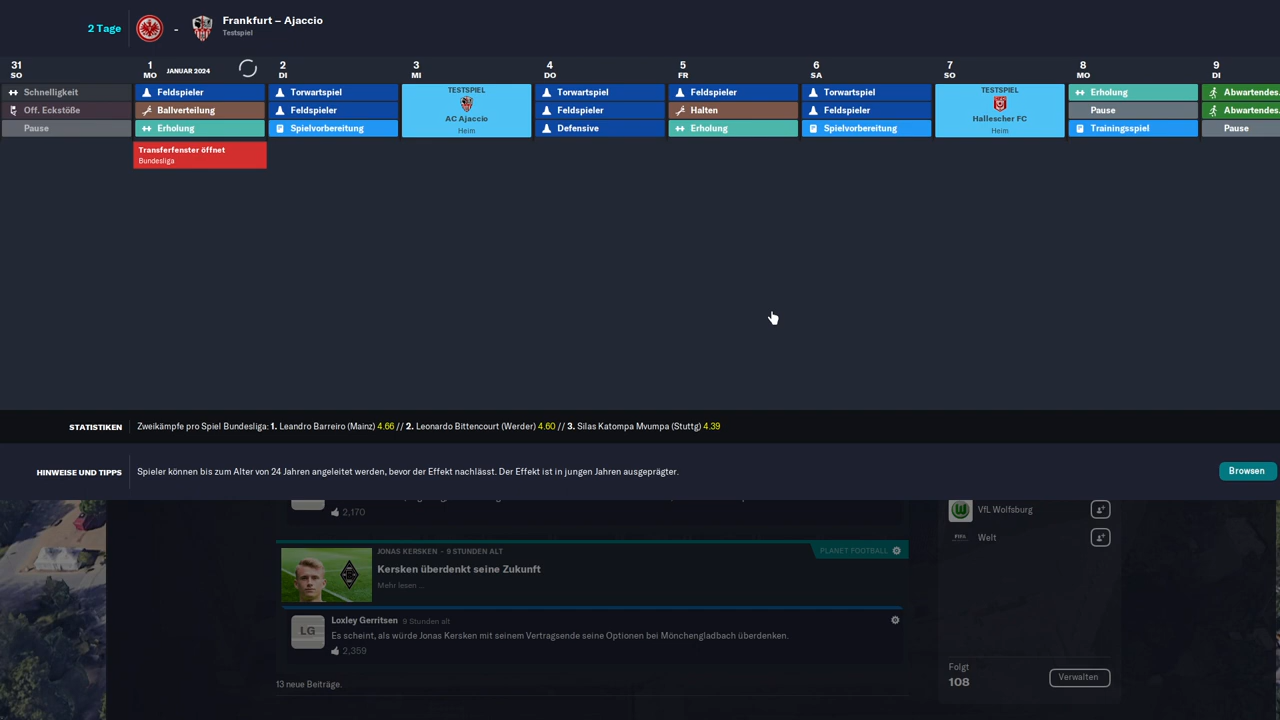 2 Tage
-
Frankfurt – Ajaccio
Testspiel
31
SO
1
MO
JANUAR 2024
2
DI
3
MI
4
DO
5
FR
6
SA
7
SO
8
MO
9
DI
Schnelligkeit
Off. Eckstöße
Pause
Feldspieler
Ballverteilung
Erholung
Transferfenster öffnet
Bundesliga
Torwartspiel
Feldspieler
Spielvorbereitung
TESTSPIEL
AC Ajaccio
Heim
Torwartspiel
Feldspieler
Defensive
Feldspieler
Halten
Erholung
Torwartspiel
Feldspieler
Spielvorbereitung
TESTSPIEL
Hallescher FC
Heim
Erholung
Pause
Trainingsspiel
Abwartendes.
Abwartendes.
Pause
STATISTIKEN
Zweikämpfe pro Spiel Bundesliga: 1. Leandro Barreiro (Mainz) 4.66 // 2. Leonardo Bittencourt (Werder) 4.60 // 3. Silas Katompa Mvumpa (Stuttg) 4.39
HINWEISE UND TIPPS
Spieler können bis zum Alter von 24 Jahren angeleitet werden, bevor der Effekt nachlässt. Der Effekt ist in jungen Jahren ausgeprägter.
Browsen
2,170
JONAS KERSKEN - 9 STUNDEN ALT
PLANET FOOTBALL
Kersken überdenkt seine Zukunft
Mehr lesen ...
LG
Loxley Gerritsen 9 Stunden alt
Es scheint, als würde Jonas Kersken mit seinem Vertragsende seine Optionen bei Mönchengladbach überdenken.
2,359
13 neue Beiträge.
VfL Wolfsburg
FIFA
Welt
Folgt
108
Verwalten